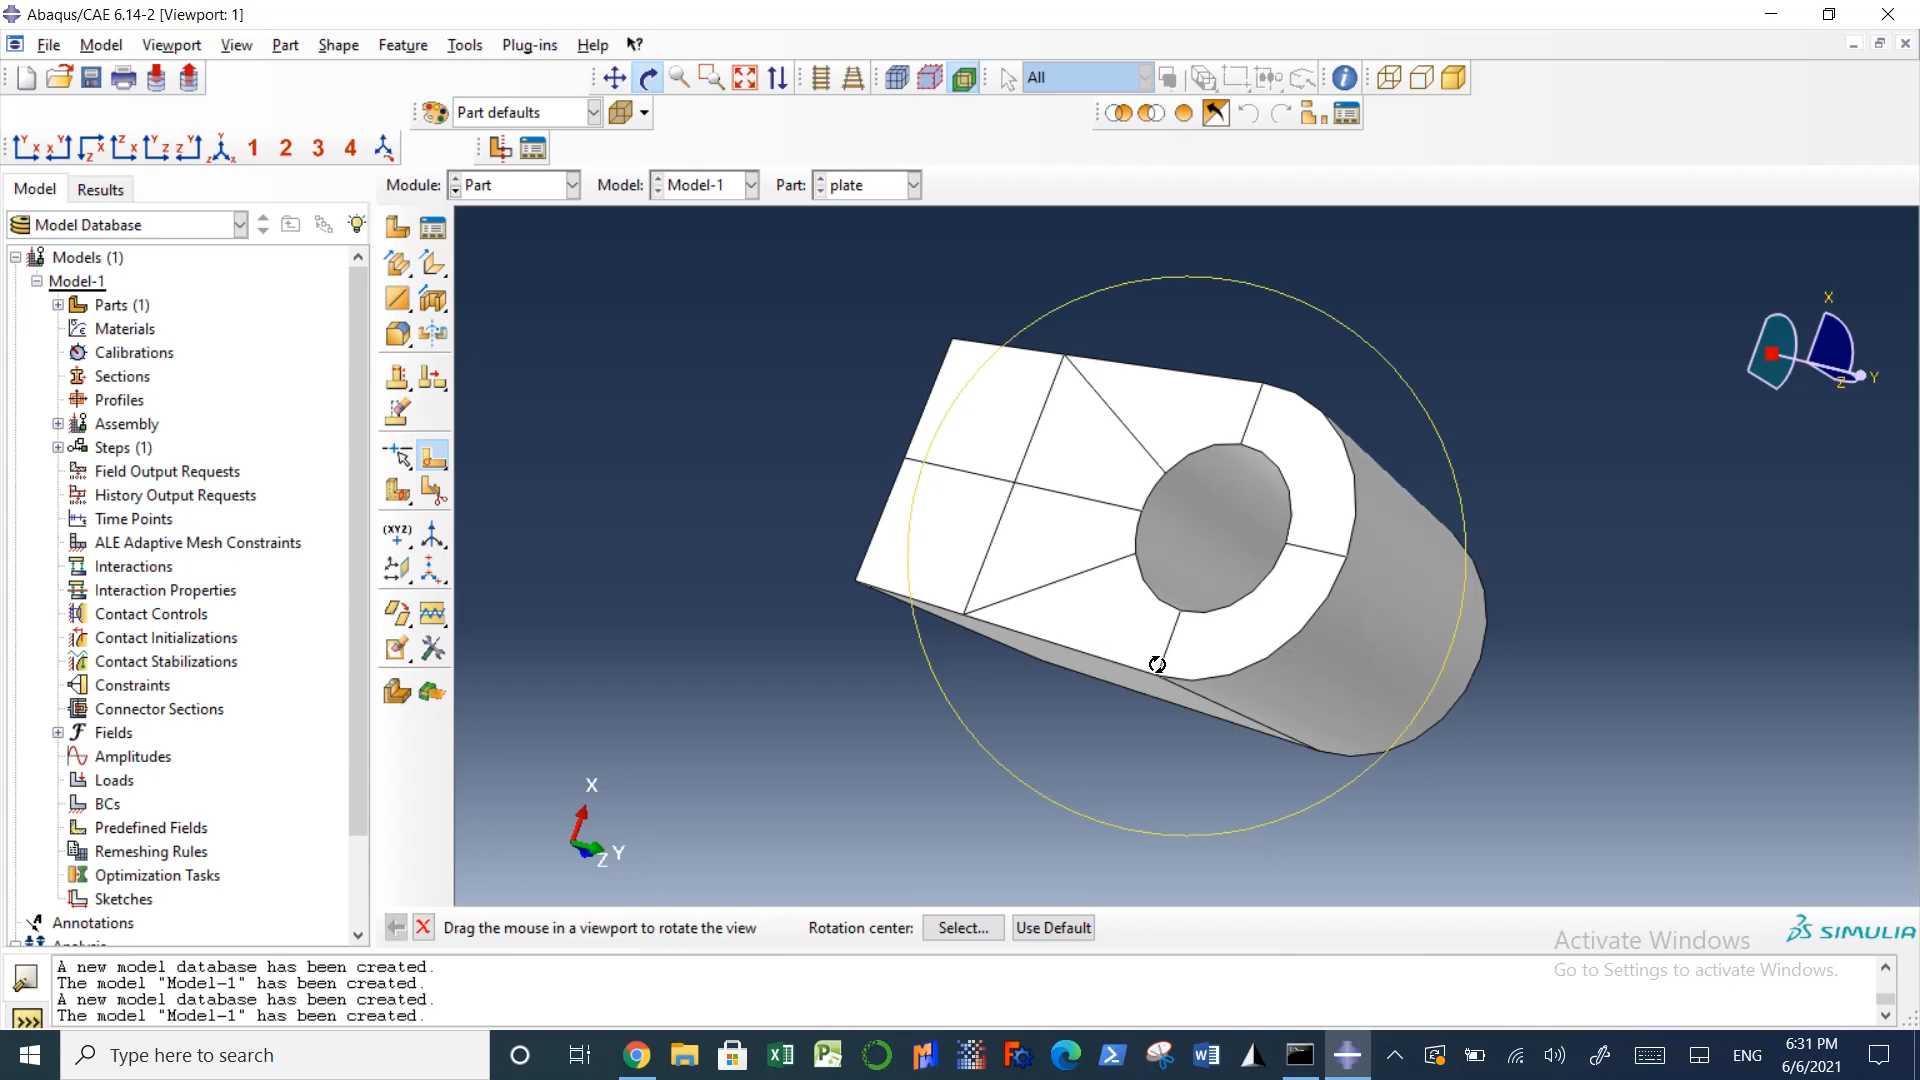 Abaqus/CAE 6.14-2 [Viewport: 1]
File Model Viewport View Part Shape Feature Tools Plug-ins Help
All
Part defaults
1 2 3 4
Model Results
Module: Part Model: Model-1 Part: plate
Model Database
Models (1)
Model-1
Parts (1)
Materials
Calibrations
Sections
Profiles
Assembly
Steps (1)
Field Output Requests
History Output Requests
Time Points
ALE Adaptive Mesh Constraints
Interactions
Interaction Properties
Contact Controls
Contact Initializations
Contact Stabilizations
Constraints
Connector Sections
Fields
Amplitudes
Loads
BCs
Predefined Fields
Remeshing Rules
Optimization Tasks
Sketches
Annotations
Analysis
(XYZ)
X
Y
Z
X
Y
Z
Drag the mouse in a viewport to rotate the view Rotation center: Select... Use Default
SIMULIA
Activate Windows
Go to Settings to activate Windows.
A new model database has been created.
The model "Model-1" has been created.
A new model database has been created.
The model "Model-1" has been created.
Type here to search
ENG
6:31 PM
6/6/2021